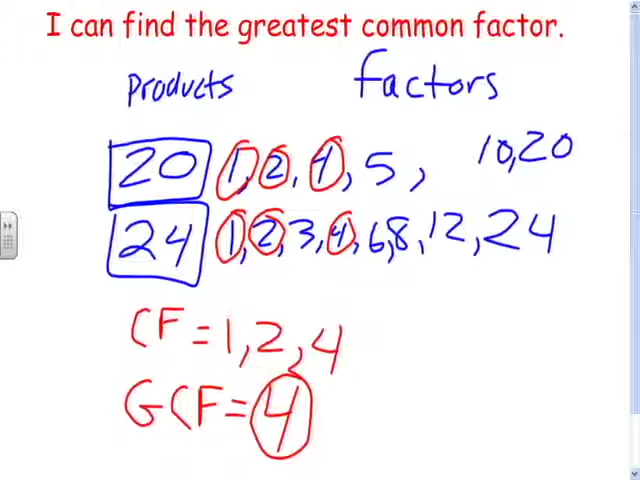 I can find the greatest common factor.
products factors
20 1, 2, 4, 5, 10, 20
24 1, 2, 3, 4, 6, 8, 12, 24
CF = 1, 2, 4
GCF = 4